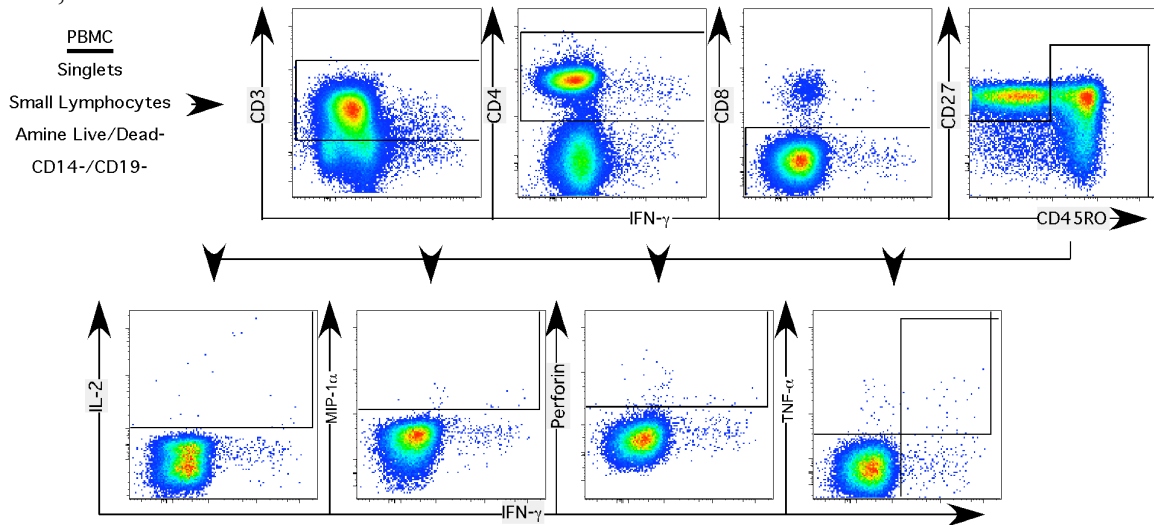 PBMC
Singlets
Small Lymphocytes
Amine Live/Dead-
CD14-/CD19-
CD3
CD4
CD8
CD27
IFN-γ
CD45RO
IL-2
MIP-1α
Perforin
TNF-α
IFN-γ